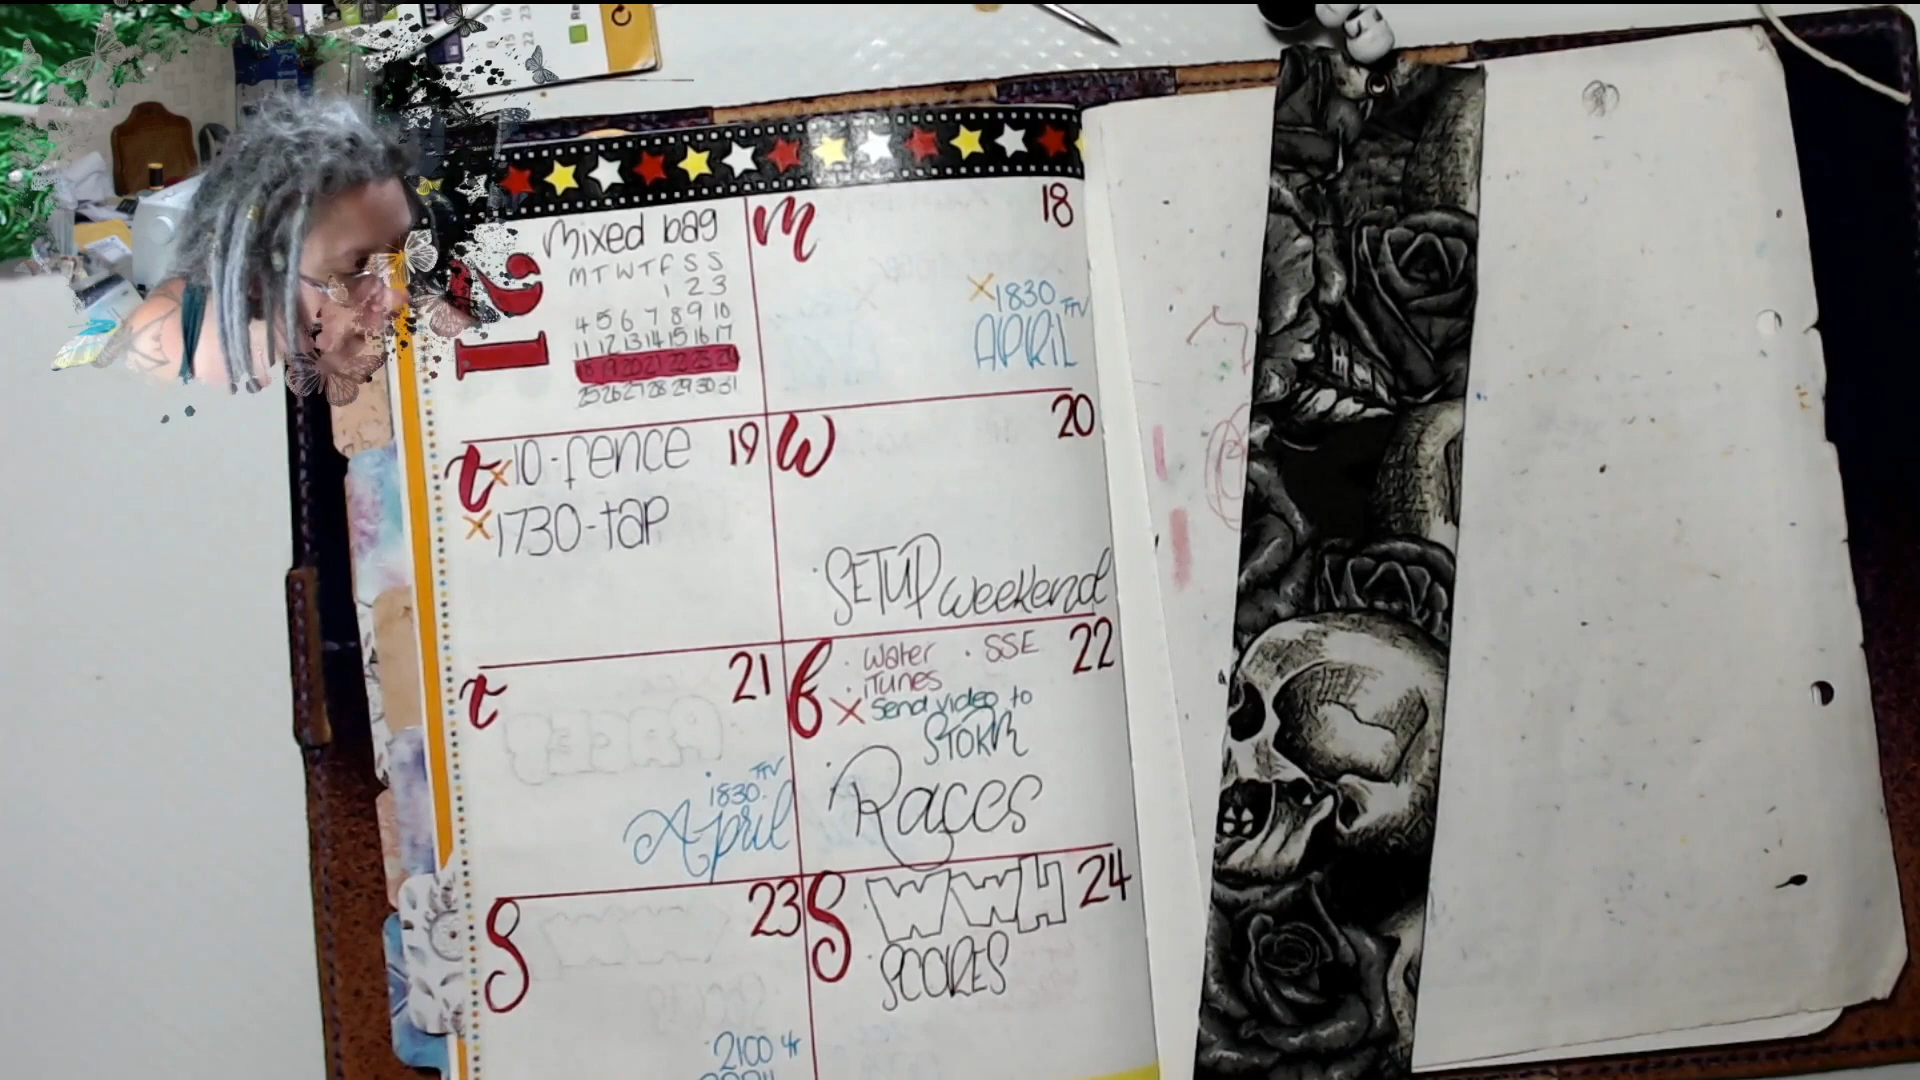 12
Mixed bag
M T W T F S S
1 2 3
4 5 6 7 8 9 10
11 12 13 14 15 16 17
18 19 20 21 22 23 24
25 26 27 28 29 30 31
m 18
×1830 TTV
APRIL
t 19
×10-fence
×1730-tap
w 20
·SETUP weekend
t 21
·1830· TTV
April
f 22
· Water · SSE
· iTunes
× Send video to
STORM
·Races
S 23
2100
S 24
·WWH
·SCORES